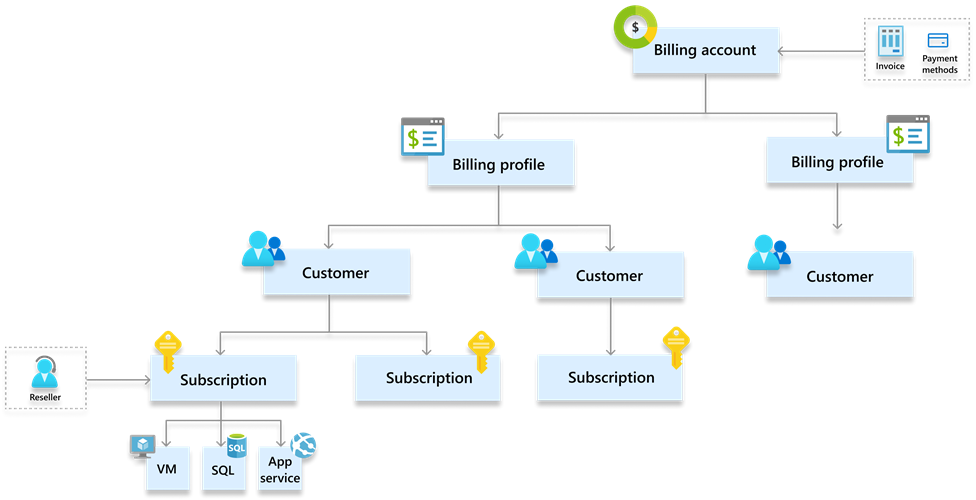 $
Billing account
Invoice
Payment
methods
$
Billing profile
$
Billing profile
Customer
Customer
Customer
Reseller
Subscription
Subscription
Subscription
VM
SQL
SQL
App
service